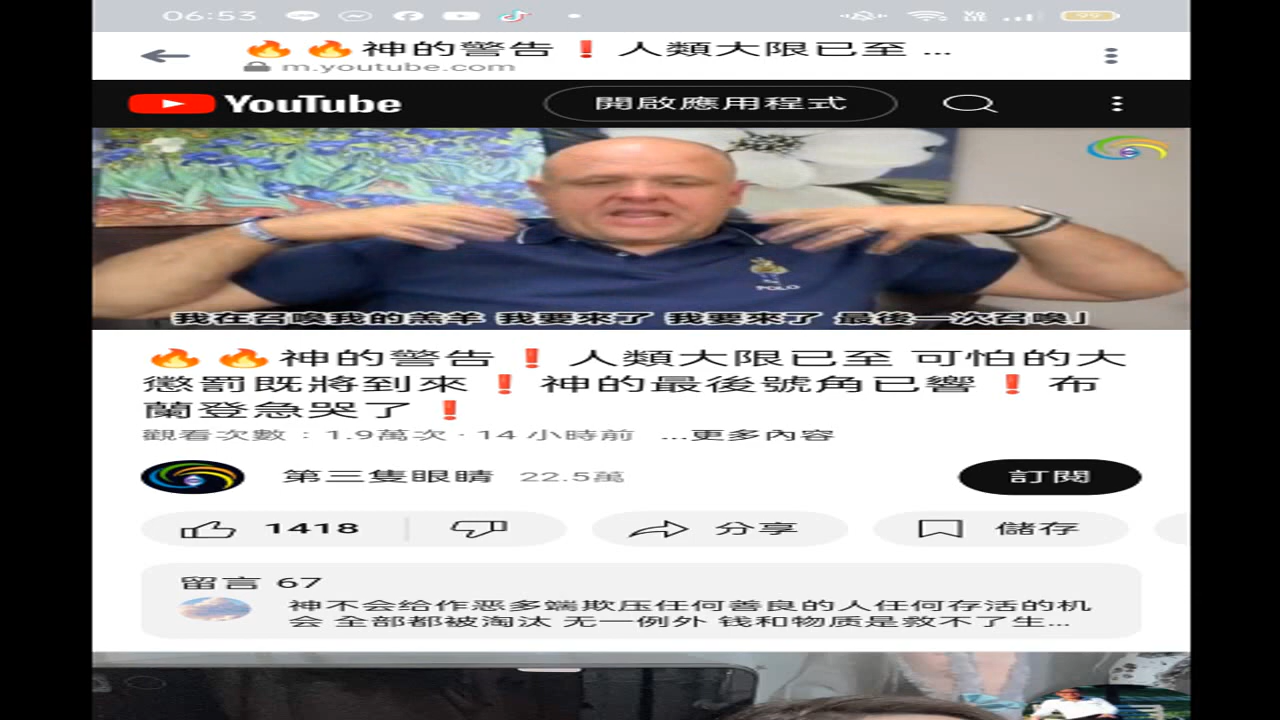 06:53
99
🔥🔥神的警告❗人類大限已至 ...
m.youtube.com
YouTube
開啟應用程式
POLO
我在召喚我的羔羊 我要來了 我要來了 最後一次召喚」
🔥🔥神的警告❗人類大限已至 可怕的大
懲罰既將到來❗神的最後號角已響❗布
蘭登急哭了❗
觀看次數：1.9萬次·14 小時前 ...更多內容
第三隻眼睛 22.5萬
訂閱
1418
分享
儲存
留言 67
神不会给作恶多端欺压任何善良的人任何存活的机
会 全部都被淘汰 无一例外 钱和物质是救不了生...